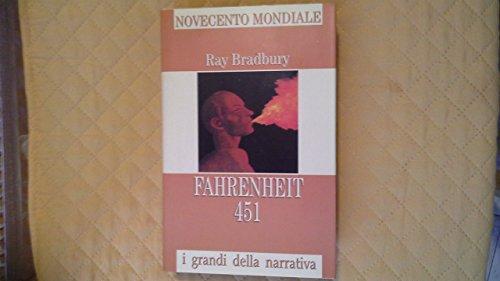 NOVECENTO MONDIALE
Ray Bradbury
FAHRENHEIT
451
i grandi della narrativa